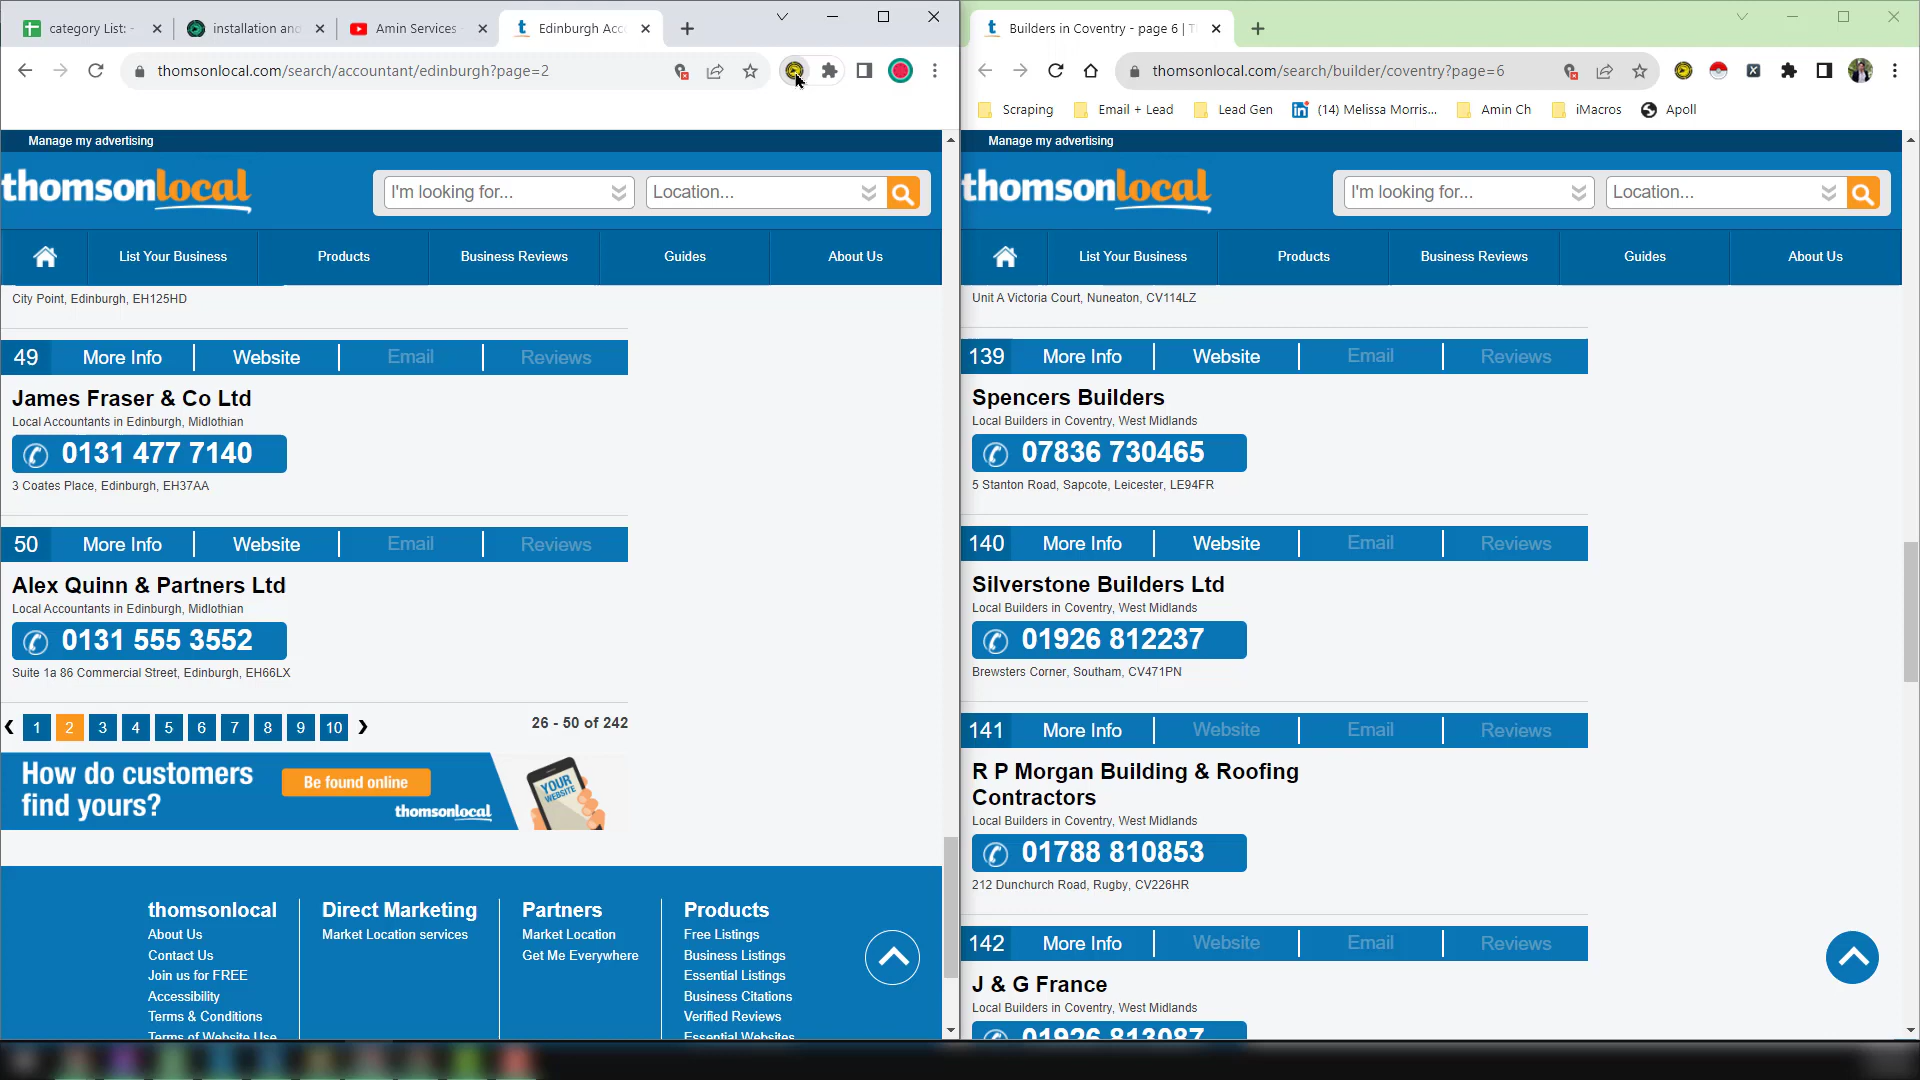 category List: -
installation and
Amin Services -
Edinburgh Acc
thomsonlocal.com/search/accountant/edinburgh?page=2
Manage my advertising
thomsonlocal
I'm looking for...
Location...
List Your Business
Products
Business Reviews
Guides
About Us
City Point, Edinburgh, EH125HD
49
More Info
Website
Email
Reviews
James Fraser & Co Ltd
Local Accountants in Edinburgh, Midlothian
0131 477 7140
3 Coates Place, Edinburgh, EH37AA
50
More Info
Website
Email
Reviews
Alex Quinn & Partners Ltd
Local Accountants in Edinburgh, Midlothian
0131 555 3552
Suite 1a 86 Commercial Street, Edinburgh, EH66LX
1 2 3 4 5 6 7 8 9 10
26 - 50 of 242
How do customers
find yours?
Be found online
thomsonlocal
YOUR
WEBSITE
thomsonlocal
About Us
Contact Us
Join us for FREE
Accessibility
Terms & Conditions
Terms of Website Use
Direct Marketing
Market Location services
Partners
Market Location
Get Me Everywhere
Products
Free Listings
Business Listings
Essential Listings
Business Citations
Verified Reviews
Essential Websites
Builders in Coventry - page 6 | T
thomsonlocal.com/search/builder/coventry?page=6
Scraping
Email + Lead
Lead Gen
(14) Melissa Morris...
Amin Ch
iMacros
Apoll
Manage my advertising
thomsonlocal
I'm looking for...
Location...
List Your Business
Products
Business Reviews
Guides
About Us
Unit A Victoria Court, Nuneaton, CV114LZ
139
More Info
Website
Email
Reviews
Spencers Builders
Local Builders in Coventry, West Midlands
07836 730465
5 Stanton Road, Sapcote, Leicester, LE94FR
140
More Info
Website
Email
Reviews
Silverstone Builders Ltd
Local Builders in Coventry, West Midlands
01926 812237
Brewsters Corner, Southam, CV471PN
141
More Info
Website
Email
Reviews
R P Morgan Building & Roofing
Contractors
Local Builders in Coventry, West Midlands
01788 810853
212 Dunchurch Road, Rugby, CV226HR
142
More Info
Website
Email
Reviews
J & G France
Local Builders in Coventry, West Midlands
01926 813087